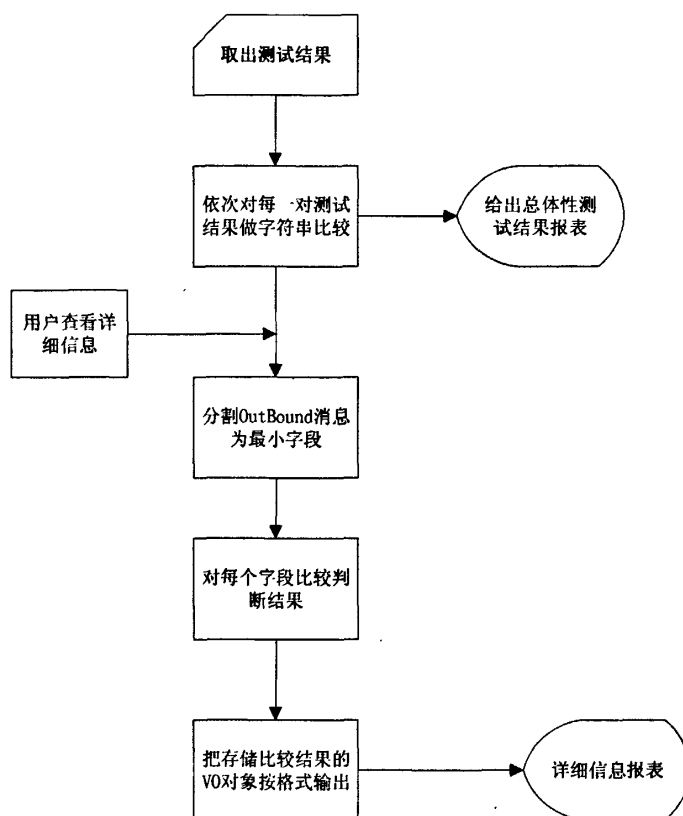 取出测试结果
依次对每一对测试
结果做字符串比较
给出总体性测
试结果报表
用户查看详
细信息
分割OutBound消息
为最小字段
对每个字段比较判
断结果
把存储比较结果的
VO对象按格式输出
详细信息报表